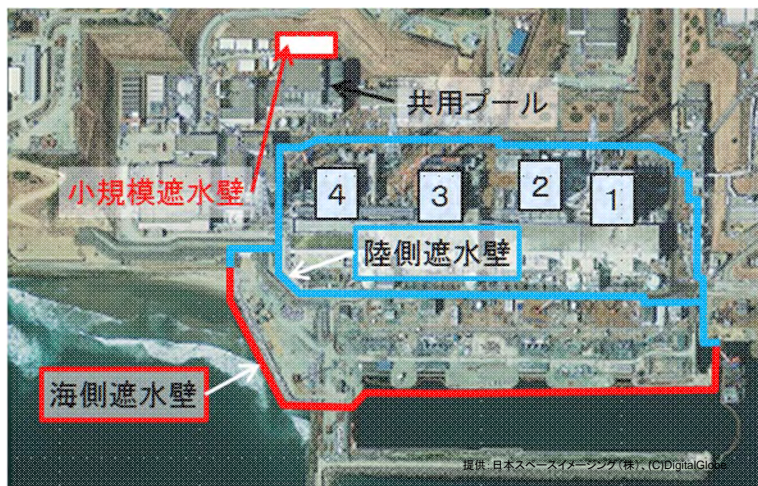 共用プール
小規模遮水壁
4
3
2
1
陸側遮水壁
海側遮水壁
提供：日本スペースイメージング（株）、(C)DigitalGlobe